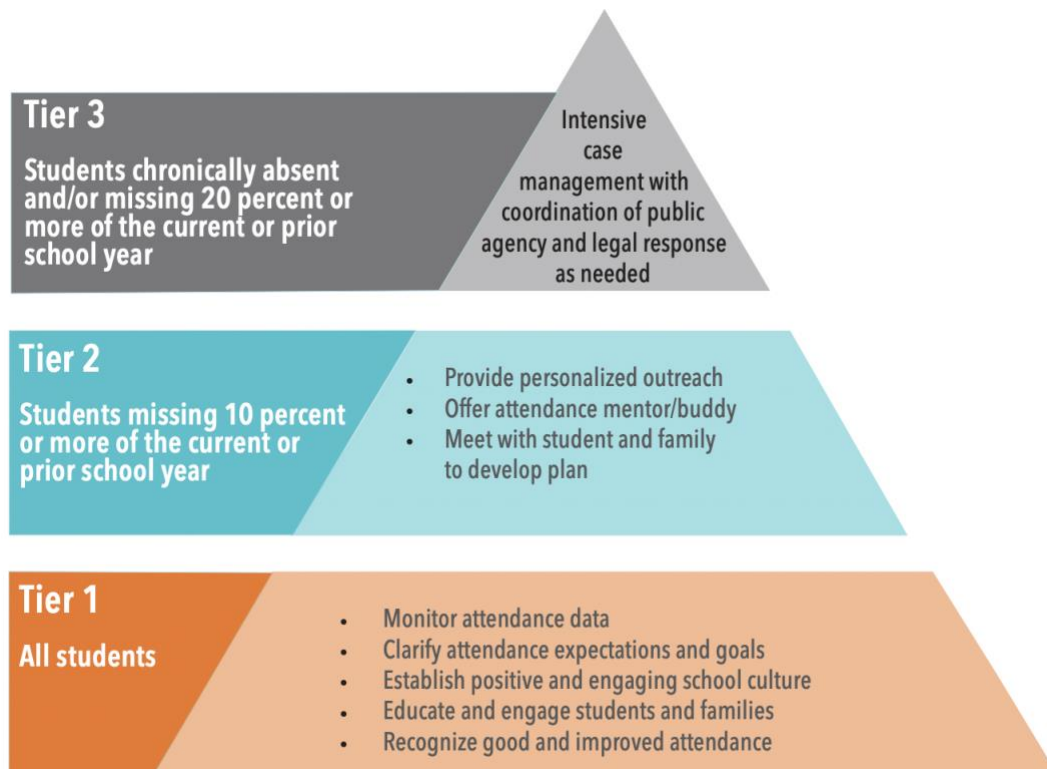 Tier 3
Students chronically absent
and/or missing 20 percent or
more of the current or prior
school year
Intensive
case
management with
coordination of public
agency and legal response
as needed
Tier 2
Students missing 10 percent
or more of the current or
prior school year
• Provide personalized outreach
• Offer attendance mentor/buddy
• Meet with student and family
to develop plan
Tier 1
All students
• Monitor attendance data
• Clarify attendance expectations and goals
• Establish positive and engaging school culture
• Educate and engage students and families
• Recognize good and improved attendance